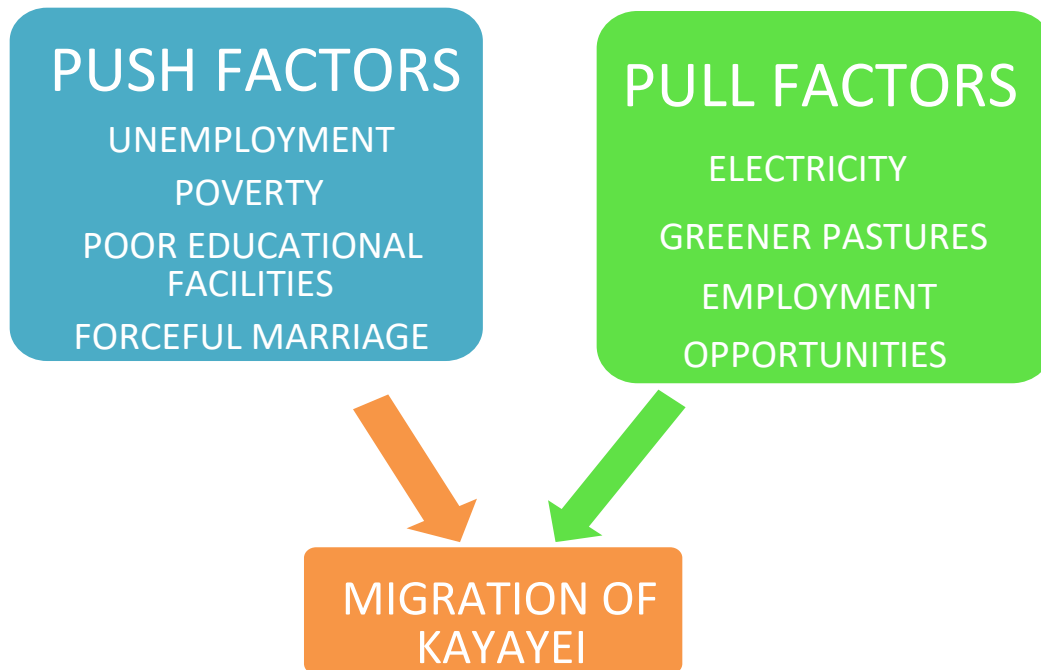 PUSH FACTORS
UNEMPLOYMENT
POVERTY
POOR EDUCATIONAL
FACILITIES
FORCEFUL MARRIAGE
PULL FACTORS
ELECTRICITY
GREENER PASTURES
EMPLOYMENT
OPPORTUNITIES
MIGRATION OF
KAYAYEI